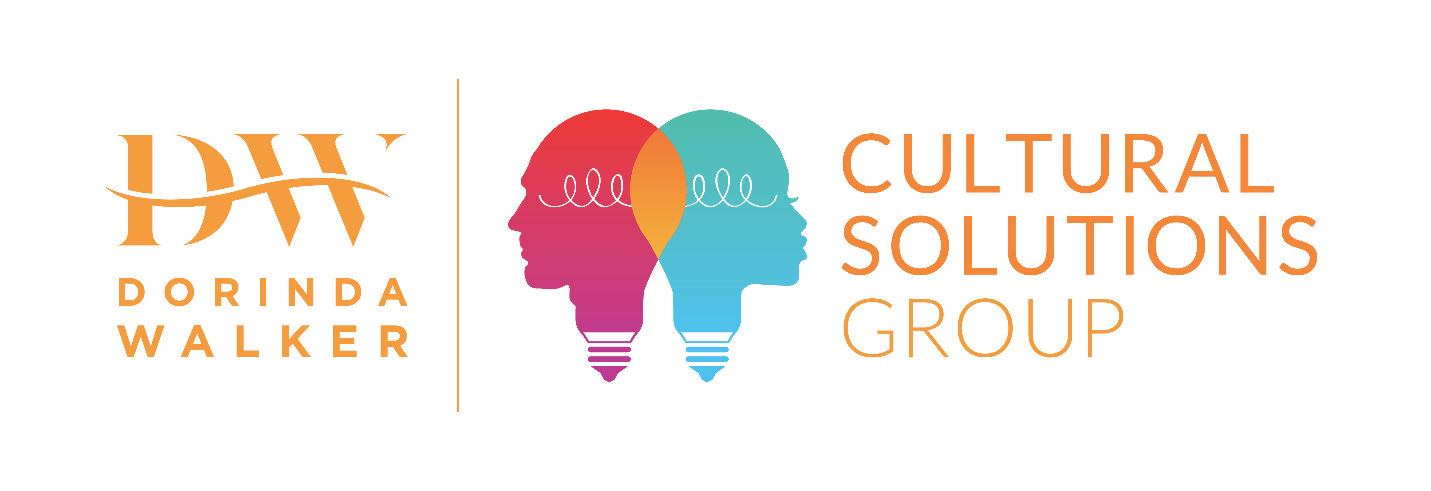 DW
DORINDA
WALKER
CULTURAL
SOLUTIONS
GROUP